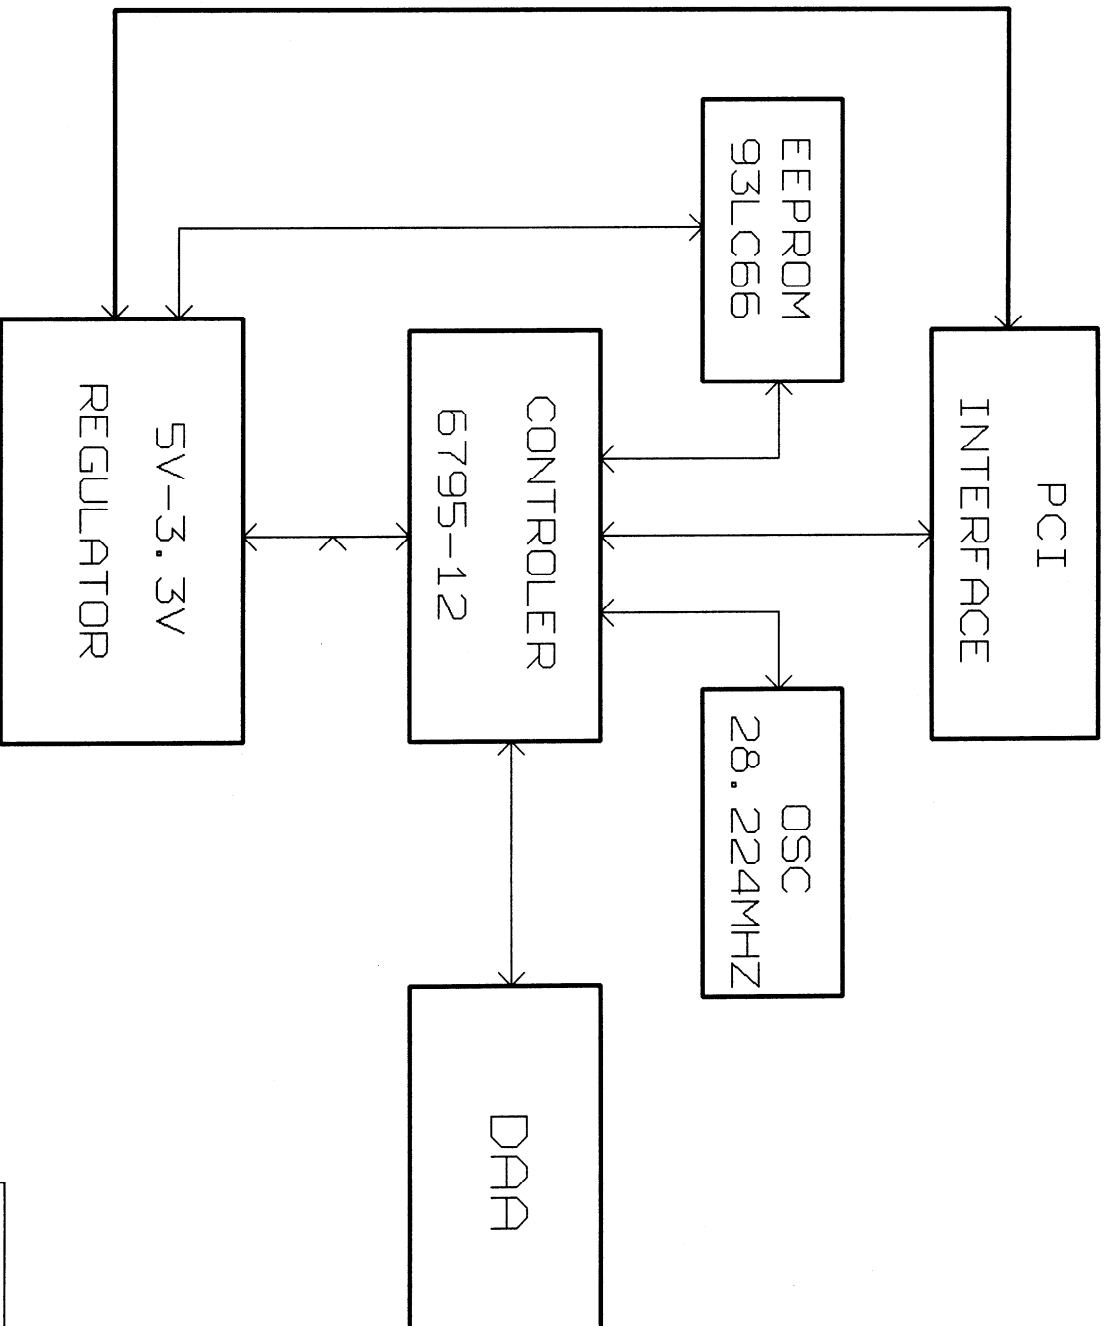 PCI
INTERFACE
EEPROM
93LC66
OSC
28.224MHZ
CONTROLER
6795-12
DAA
5V-3.3V
REGULATOR